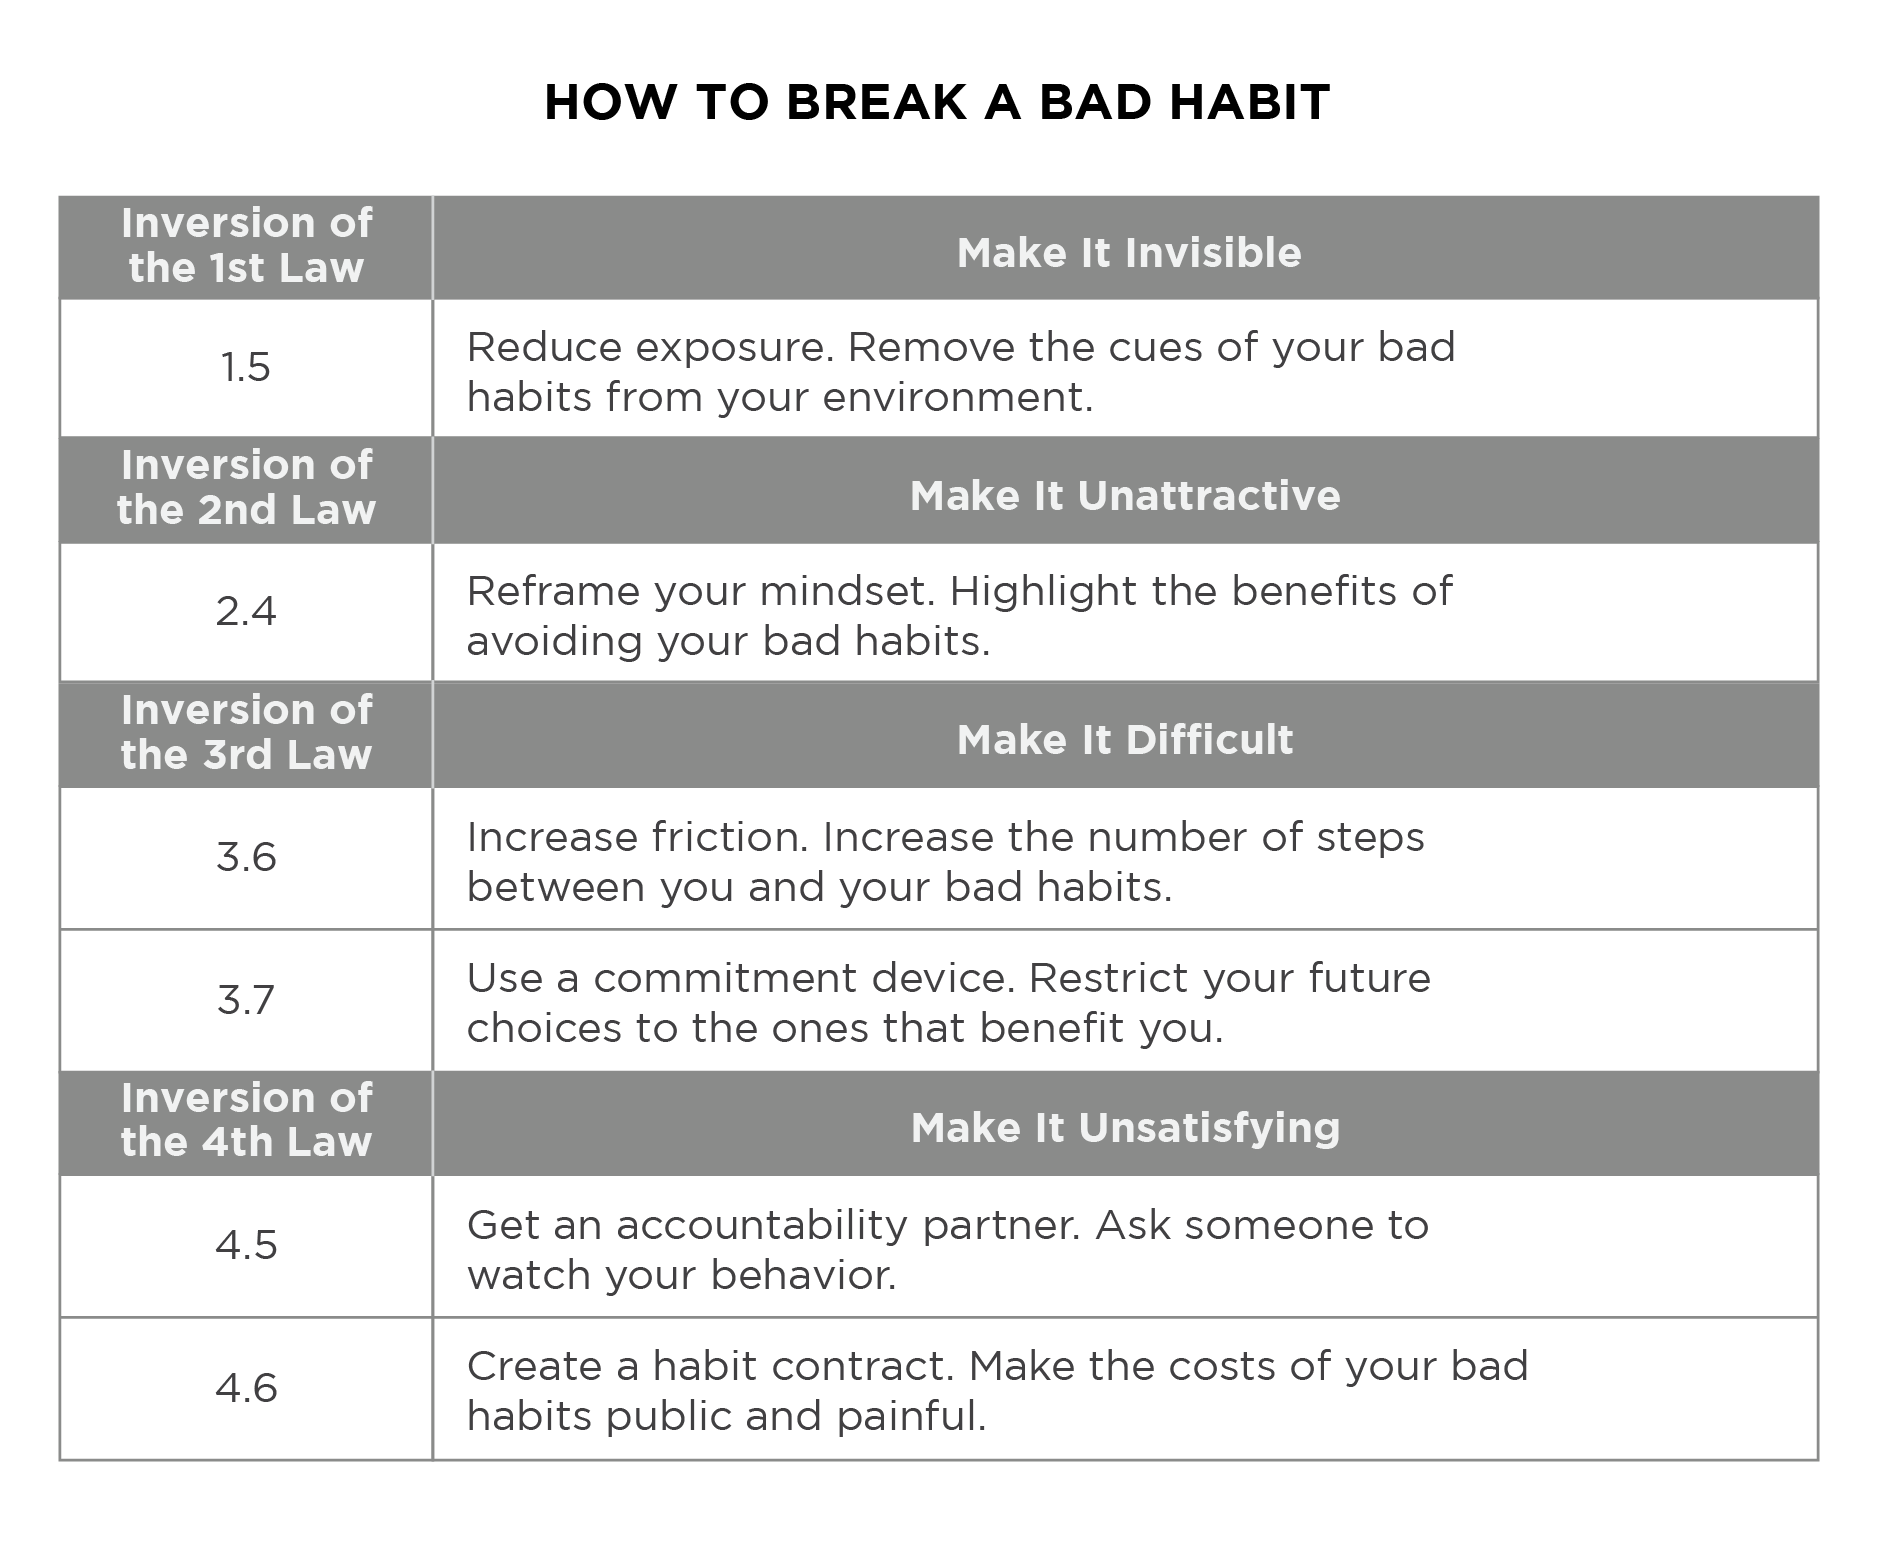 HOW TO BREAK A BAD HABIT
Inversion of
the 1st Law
Make It Invisible
1.5
Reduce exposure. Remove the cues of your bad
habits from your environment.
Inversion of
the 2nd Law
Make It Unattractive
2.4
Reframe your mindset. Highlight the benefits of
avoiding your bad habits.
Inversion of
the 3rd Law
Make It Difficult
3.6
Increase friction. Increase the number of steps
between you and your bad habits.
3.7
Use a commitment device. Restrict your future
choices to the ones that benefit you.
Inversion of
the 4th Law
Make It Unsatisfying
4.5
Get an accountability partner. Ask someone to
watch your behavior.
4.6
Create a habit contract. Make the costs of your bad
habits public and painful.